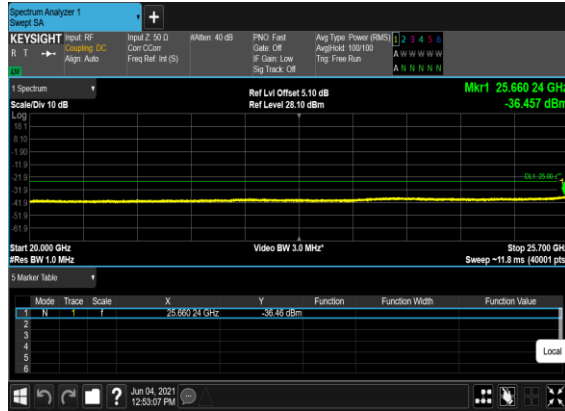 Spectrum Analyzer 1
Swept SA
+
KEYSIGHT Input: RF Input Z: 50 Ω #Atten: 40 dB PNO: Fast Avg Type: Power (RMS) 1 2 3 4 5 6
R T Coupling: DC Corr CCorr Gate: Off Avg|Hold: 100/100 A W W W W W
Align: Auto Freq Ref: Int (S) IF Gain: Low Trig: Free Run
Sig Track: Off A N N N N N
1 Spectrum Ref Lvl Offset 5.10 dB Mkr1 25.660 24 GHz
Scale/Div 10 dB Ref Level 28.10 dBm -36.457 dBm
Log
18.1
8.10
-1.90
-11.9
-21.9
DL1 -25.00
-31.9
-41.9
-51.9
-61.9
Start 20.000 GHz Video BW 3.0 MHz* Stop 25.700 GHz
#Res BW 1.0 MHz Sweep ~11.8 ms (40001 pts)
5 Marker Table
Mode Trace Scale X Y Function Function Width Function Value
1 N 1 f 25.660 24 GHz -36.46 dBm
2
3
4
5
6
Local
? Jun 04, 2021
12:53:07 PM